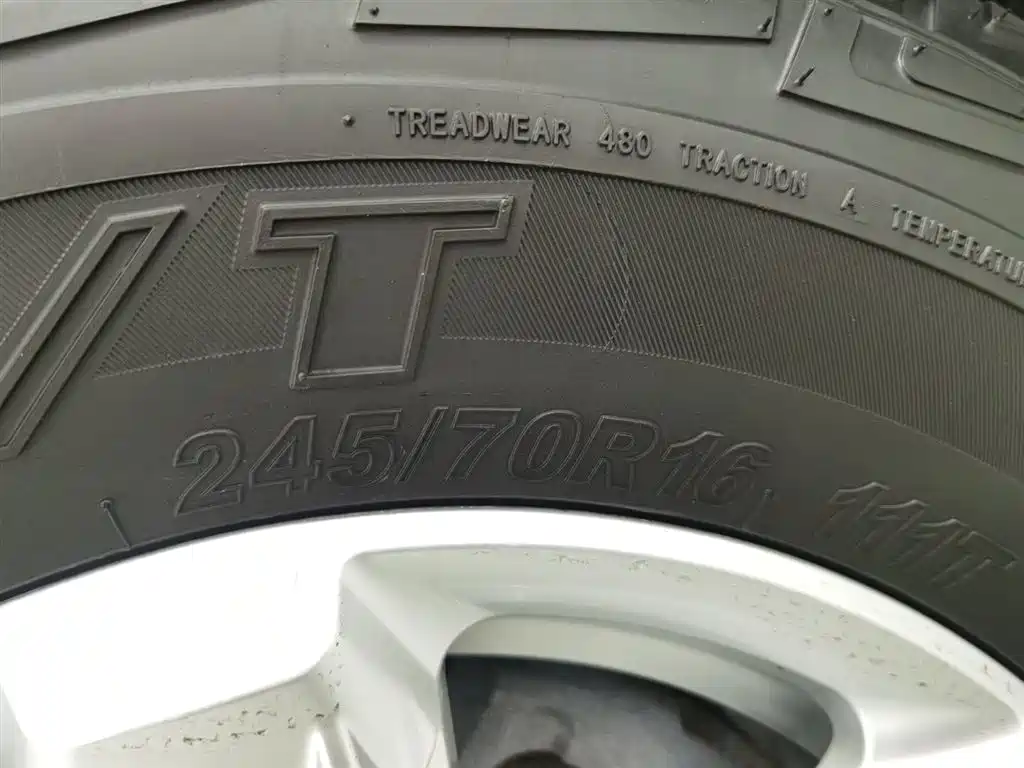 TREADWEAR 480 TRACTION A TEMPERATU
/T
245/70R16 111T